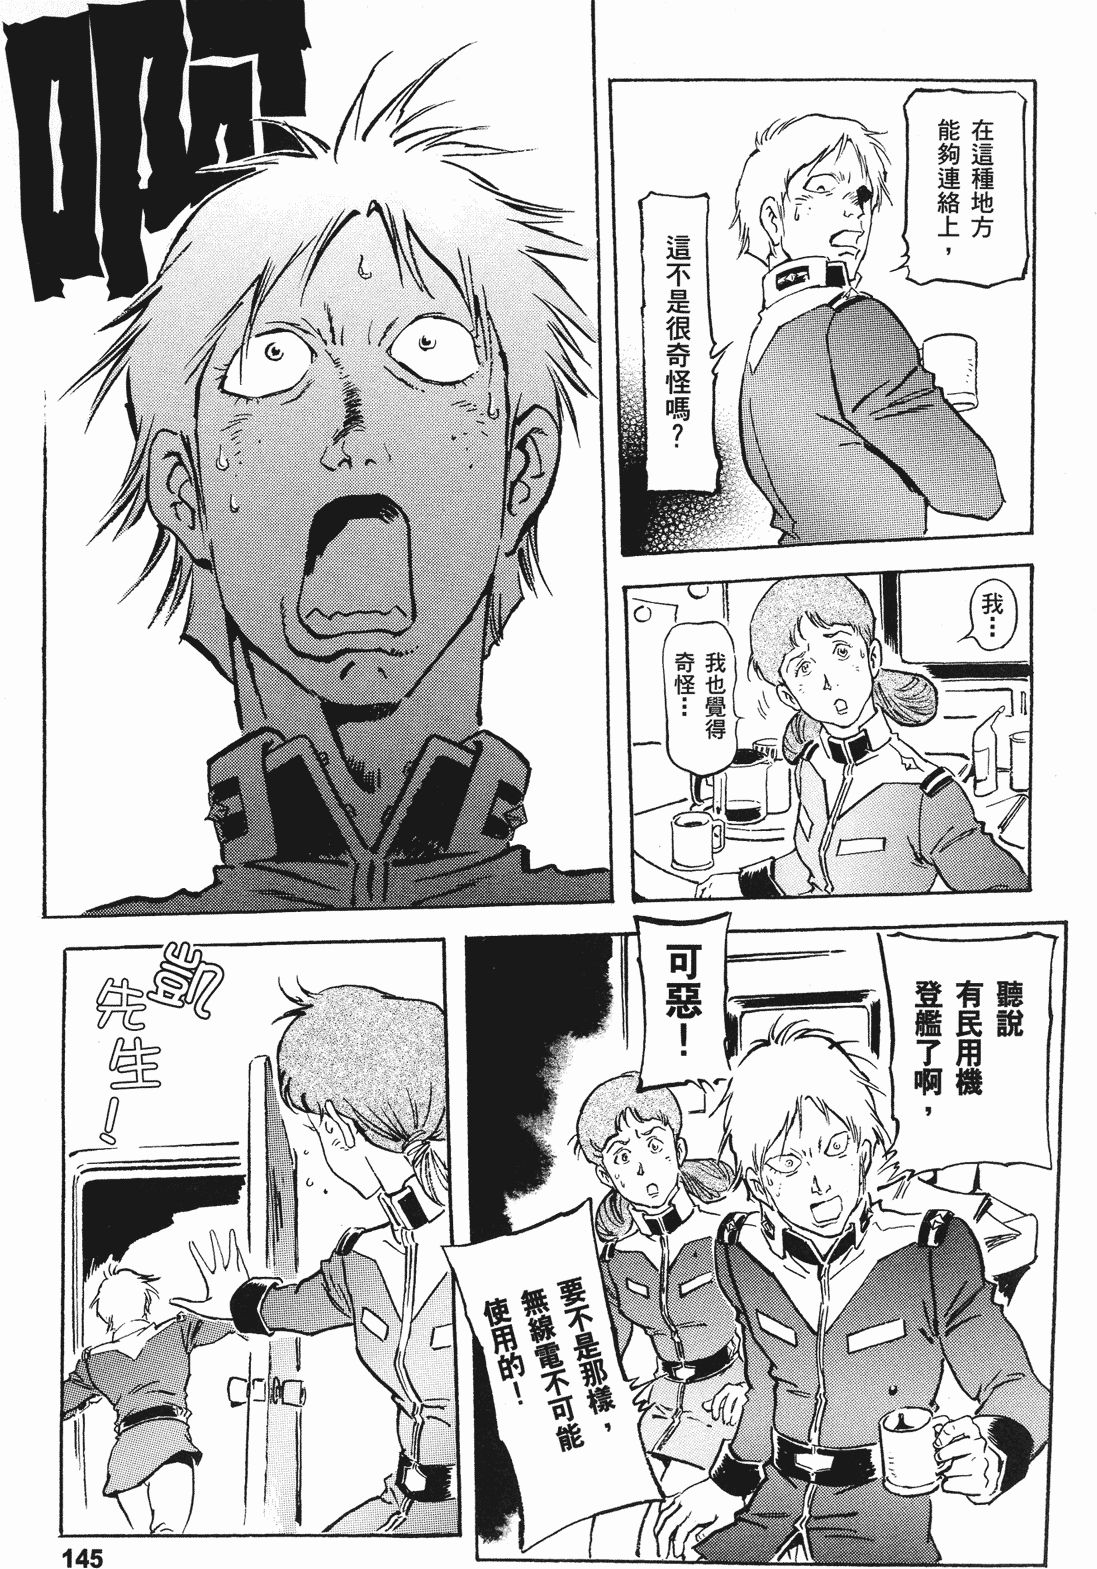 在這種地方
能夠連絡上，
這不是很奇怪嗎？
我…
我也覺得
奇怪…
啊
聽說
有民用機
登艦了啊，
可惡！
要不是那樣，
無線電不可能
使用的！
凱
先生！
145